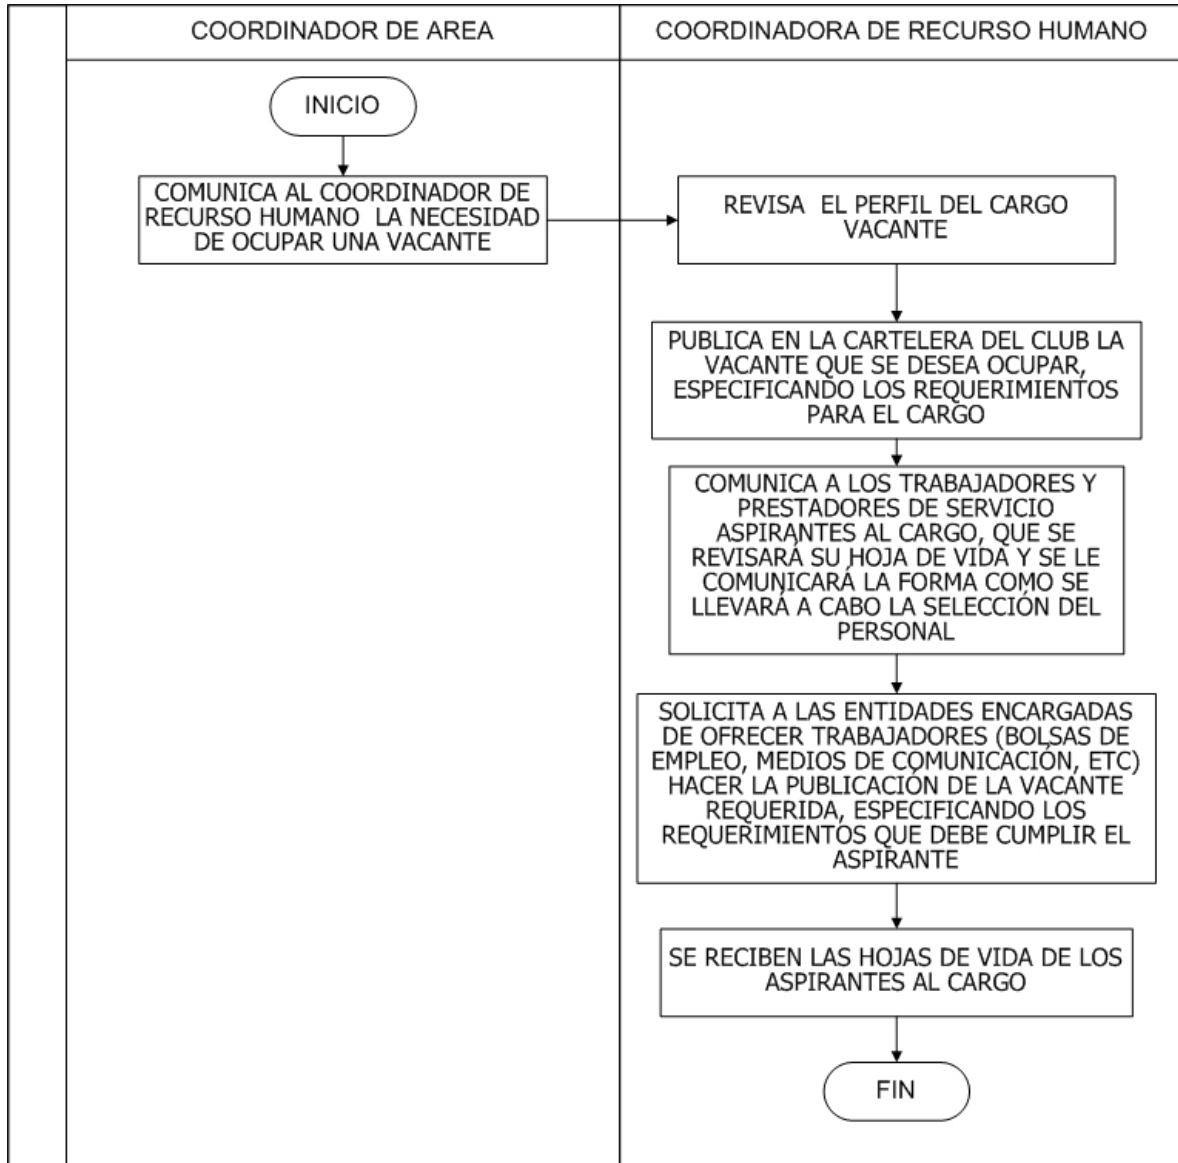 COORDINADOR DE AREA
COORDINADORA DE RECURSO HUMANO
INICIO
COMUNICA AL COORDINADOR DE
RECURSO HUMANO LA NECESIDAD
DE OCUPAR UNA VACANTE
REVISA EL PERFIL DEL CARGO
VACANTE
PUBLICA EN LA CARTELERA DEL CLUB LA
VACANTE QUE SE DESEA OCUPAR,
ESPECIFICANDO LOS REQUERIMIENTOS
PARA EL CARGO
COMUNICA A LOS TRABAJADORES Y
PRESTADORES DE SERVICIO
ASPIRANTES AL CARGO, QUE SE
REVISARÁ SU HOJA DE VIDA Y SE LE
COMUNICARÁ LA FORMA COMO SE
LLEVARÁ A CABO LA SELECCIÓN DEL
PERSONAL
SOLICITA A LAS ENTIDADES ENCARGADAS
DE OFRECER TRABAJADORES (BOLSAS DE
EMPLEO, MEDIOS DE COMUNICACIÓN, ETC)
HACER LA PUBLICACIÓN DE LA VACANTE
REQUERIDA, ESPECIFICANDO LOS
REQUERIMIENTOS QUE DEBE CUMPLIR EL
ASPIRANTE
SE RECIBEN LAS HOJAS DE VIDA DE LOS
ASPIRANTES AL CARGO
FIN